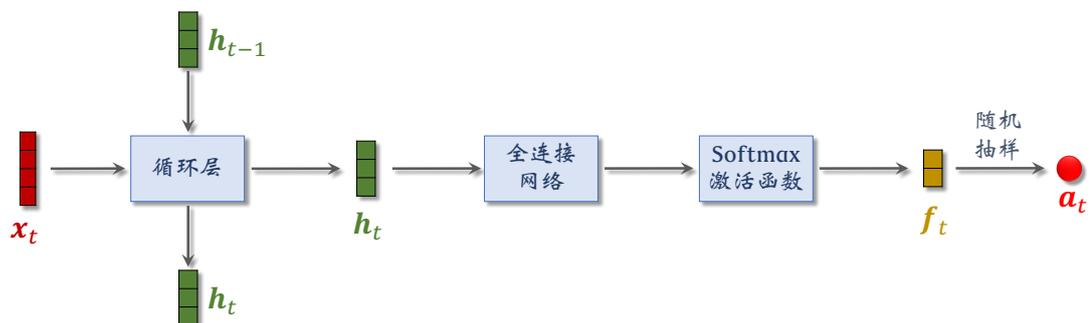 h_{t−1}
循环层
全连接
网络
Softmax
激活函数
随机
抽样
x_t
h_t
f_t
a_t
h_t